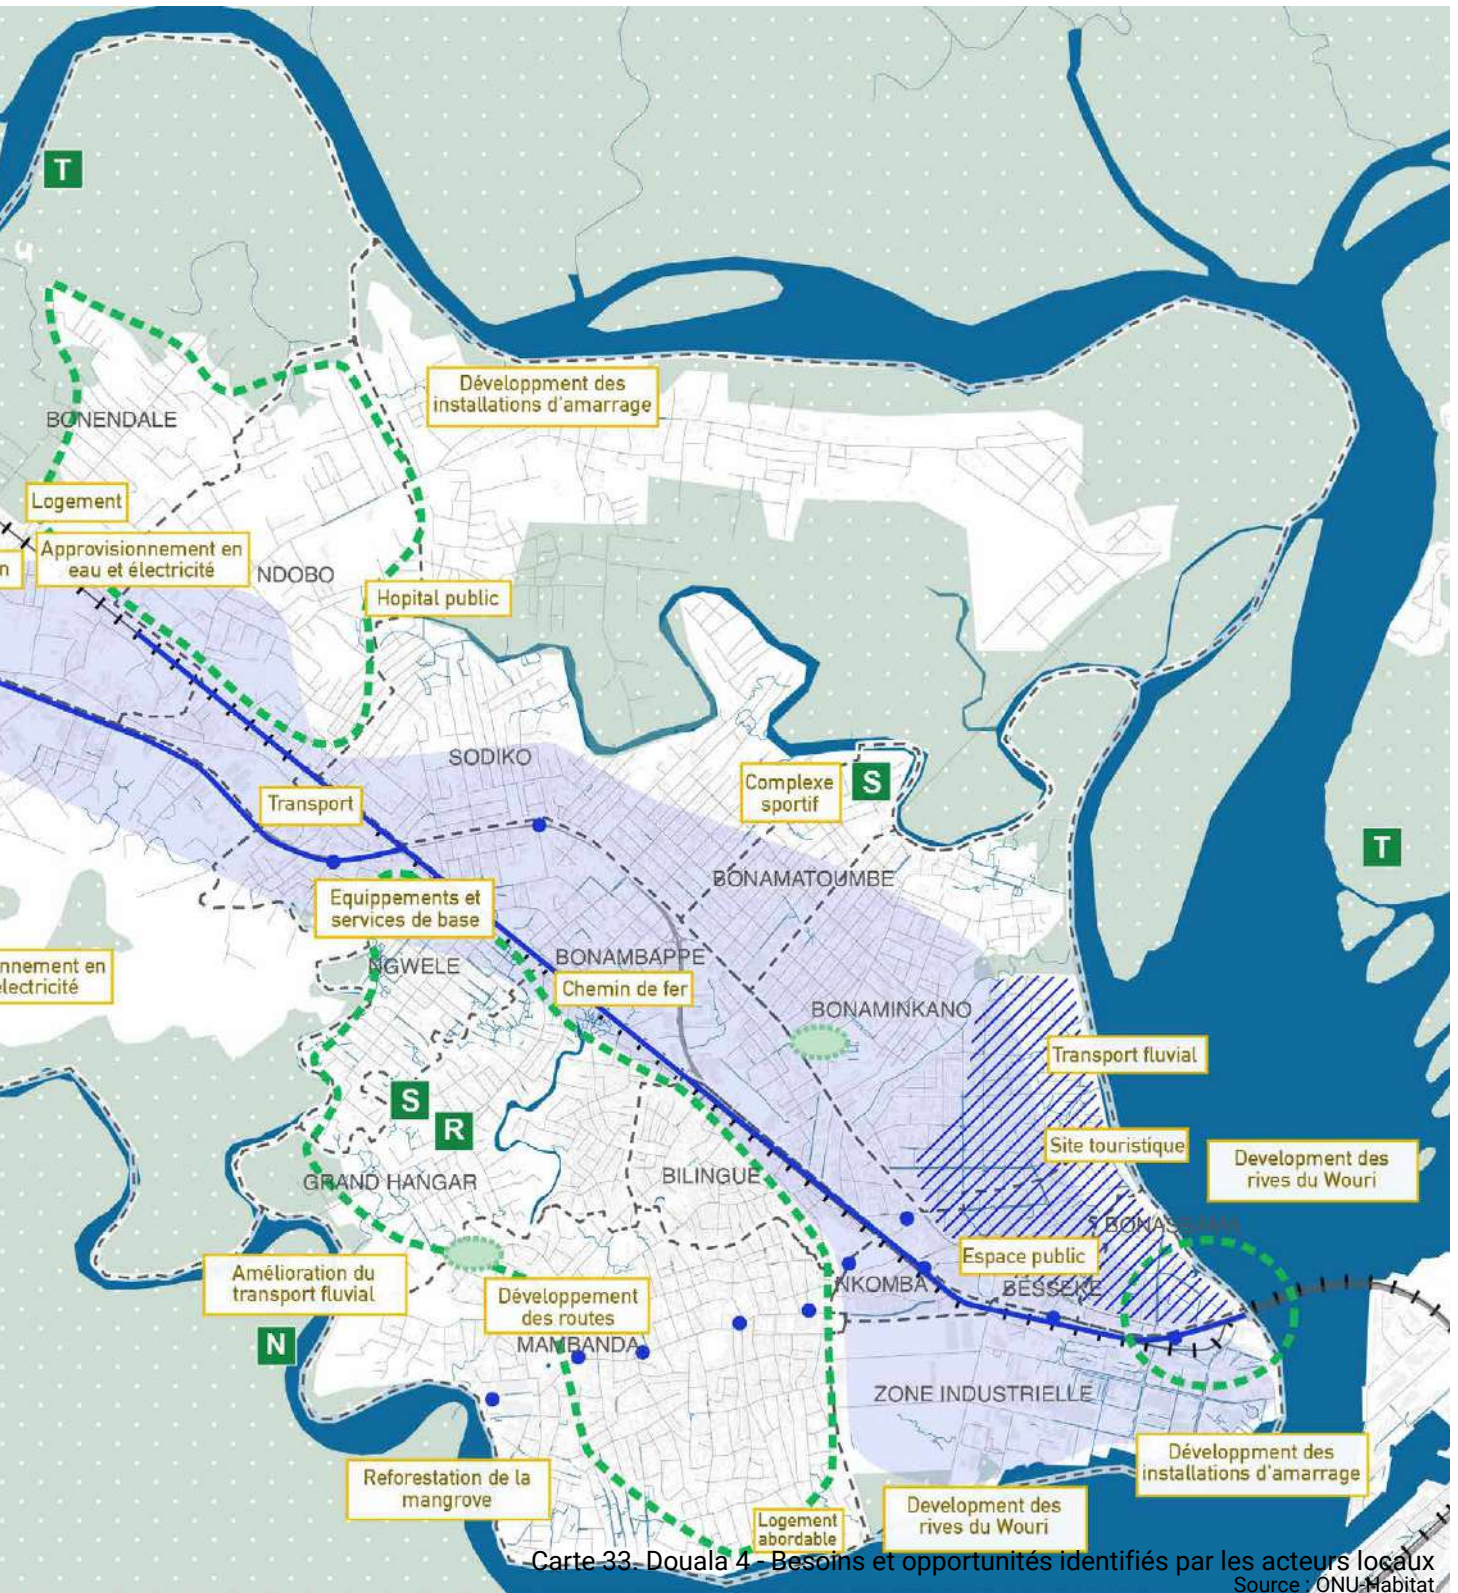 T
Développment des
installations d'amarrage
BONENDALE
Logement
Approvisionnement en
eau et électricité
n
NDOBO
Hopital public
SODIKO
Complexe
sportif
S
Transport
T
BONAMATOUMBE
Equippements et
services de base
BONAMBAPPE
NGWELE
nnement en
électricité
Chemin de fer
BONAMINKANO
Transport fluvial
S
R
Site touristique
Development des
rives du Wouri
BILINGUE
GRAND HANGAR
Espace public
Amélioration du
transport fluvial
NKOMBA
BESSEKE
Développement
des routes
N
MAMBANDA
ZONE INDUSTRIELLE
Développment des
installations d'amarrage
Reforestation de la
mangrove
Development des
rives du Wouri
Logement
abordable
Carte 33. Douala 4 - Besoins et opportunités identifiés par les acteurs locaux
Source : ONU-Habitat